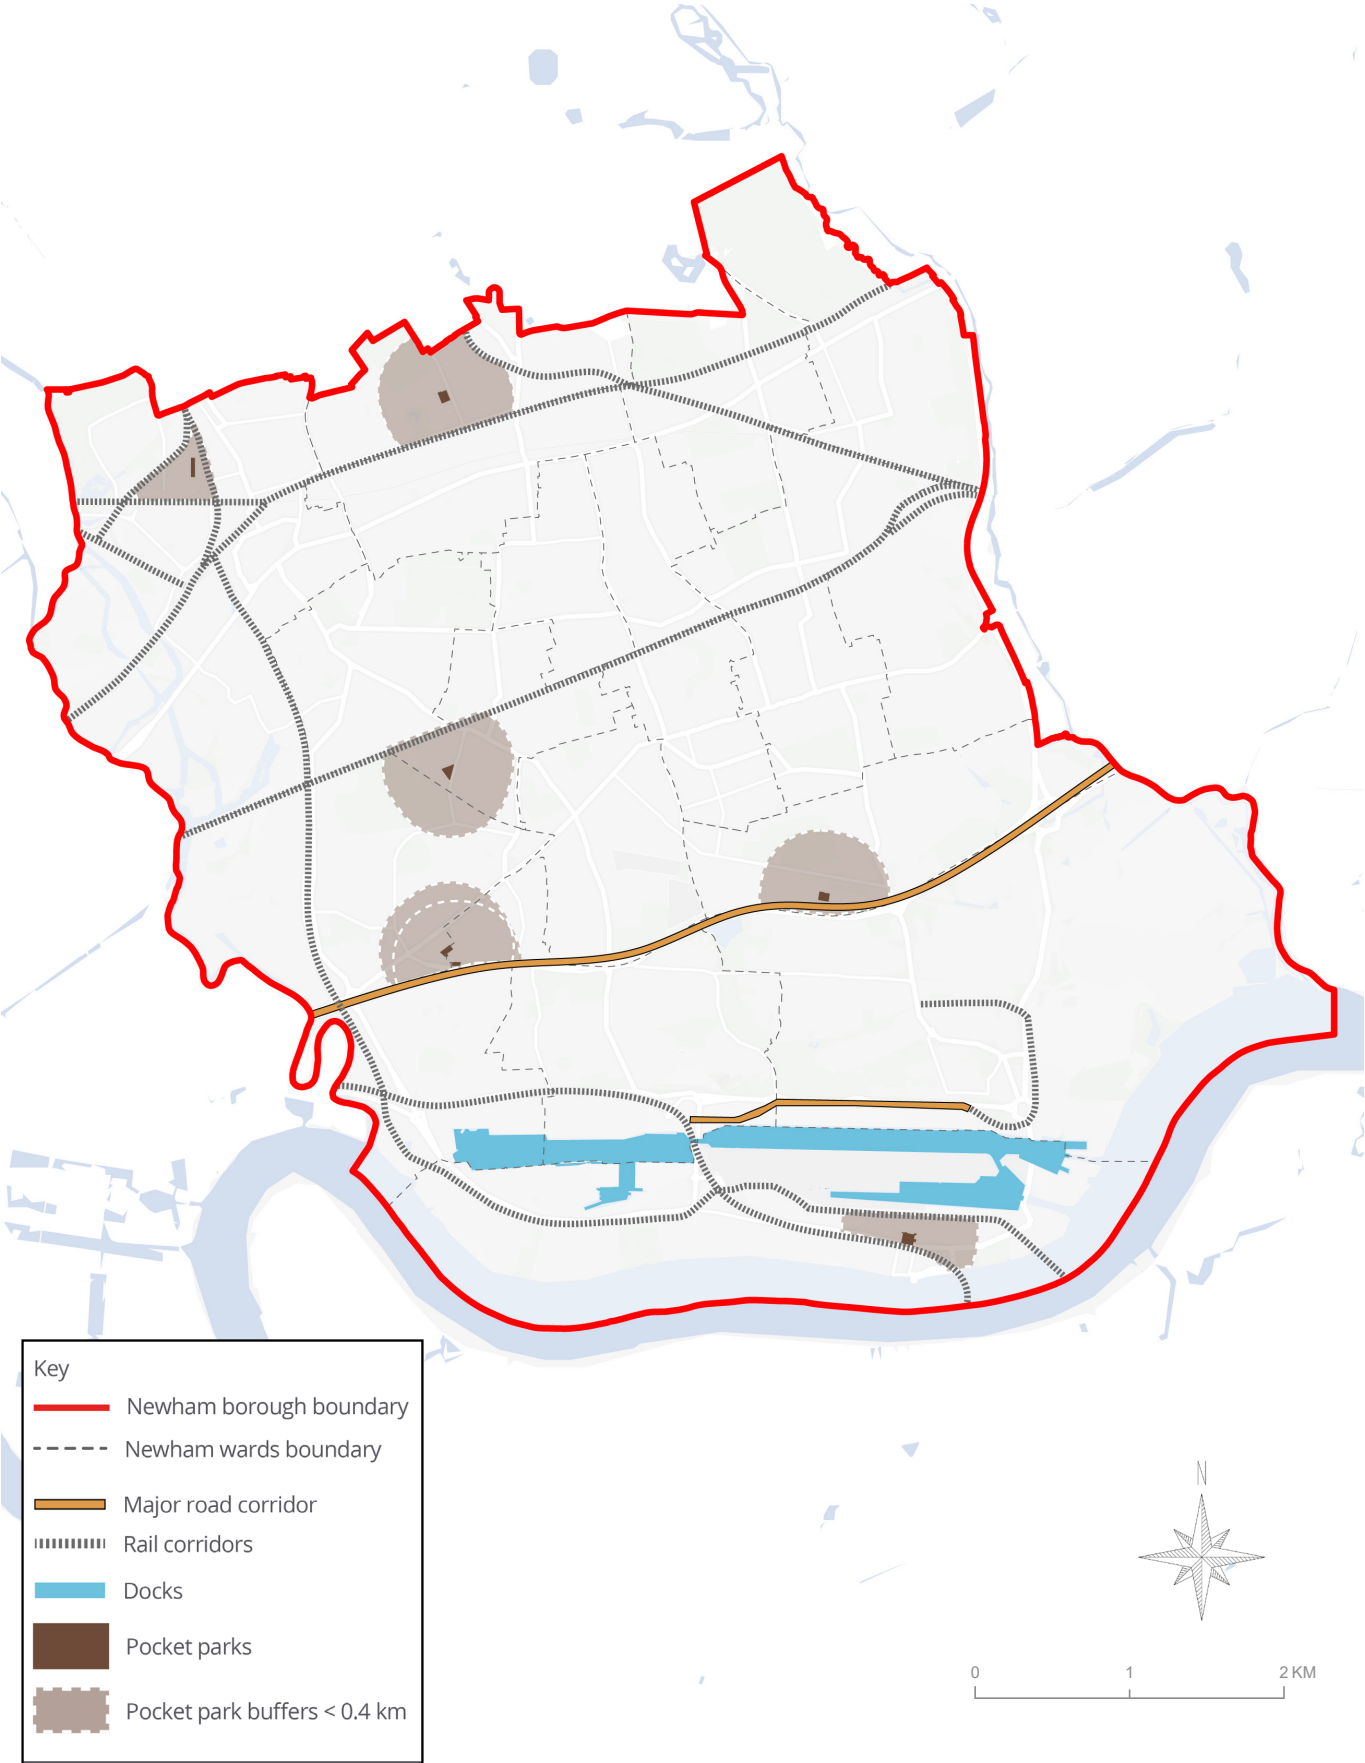 Key
Newham borough boundary
Newham wards boundary
Major road corridor
Rail corridors
Docks
Pocket parks
Pocket park buffers < 0.4 km
N
0 1 2 KM